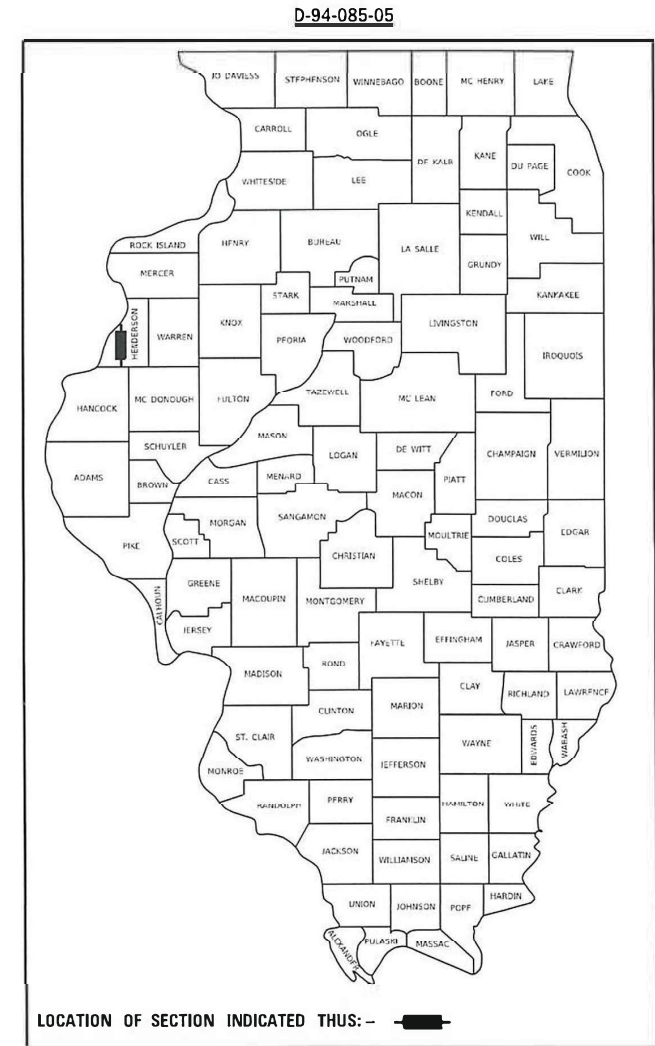 D-94-085-05
JO DAVIESS STEPHENSON WINNEBAGO BOONE MC HENRY LAKE
CARROLL OGLE DE KALB KANE DU PAGE COOK
WHITESIDE LEE
KENDALL
ROCK ISLAND HENRY BUREAU LA SALLE WILL
GRUNDY
MERCER PUTNAM
STARK MARSHALL KANKAKEE
HENDERSON WARREN KNOX PEORIA WOODFORD LIVINGSTON
IROQUOIS
HANCOCK MC DONOUGH FULTON TAZEWELL MC LEAN FORD
MASON
SCHUYLER LOGAN DE WITT CHAMPAIGN VERMILION
ADAMS BROWN CASS MENARD PIATT
MACON
MORGAN SANGAMON DOUGLAS
PIKE SCOTT CHRISTIAN MOULTRIE EDGAR
COLES
GREENE SHELBY
CALHOUN MACOUPIN MONTGOMERY CUMBERLAND CLARK
JERSEY FAYETTE EFFINGHAM JASPER CRAWFORD
BOND
MADISON CLAY RICHLAND LAWRENCE
CLINTON MARION
ST. CLAIR WAYNE EDWARDS WABASH
WASHINGTON JEFFERSON
MONROE
RANDOLPH PERRY HAMILTON WHITE
FRANKLIN
JACKSON WILLIAMSON SALINE GALLATIN
UNION JOHNSON POPE HARDIN
ALEXANDER PULASKI MASSAC
LOCATION OF SECTION INDICATED THUS: –